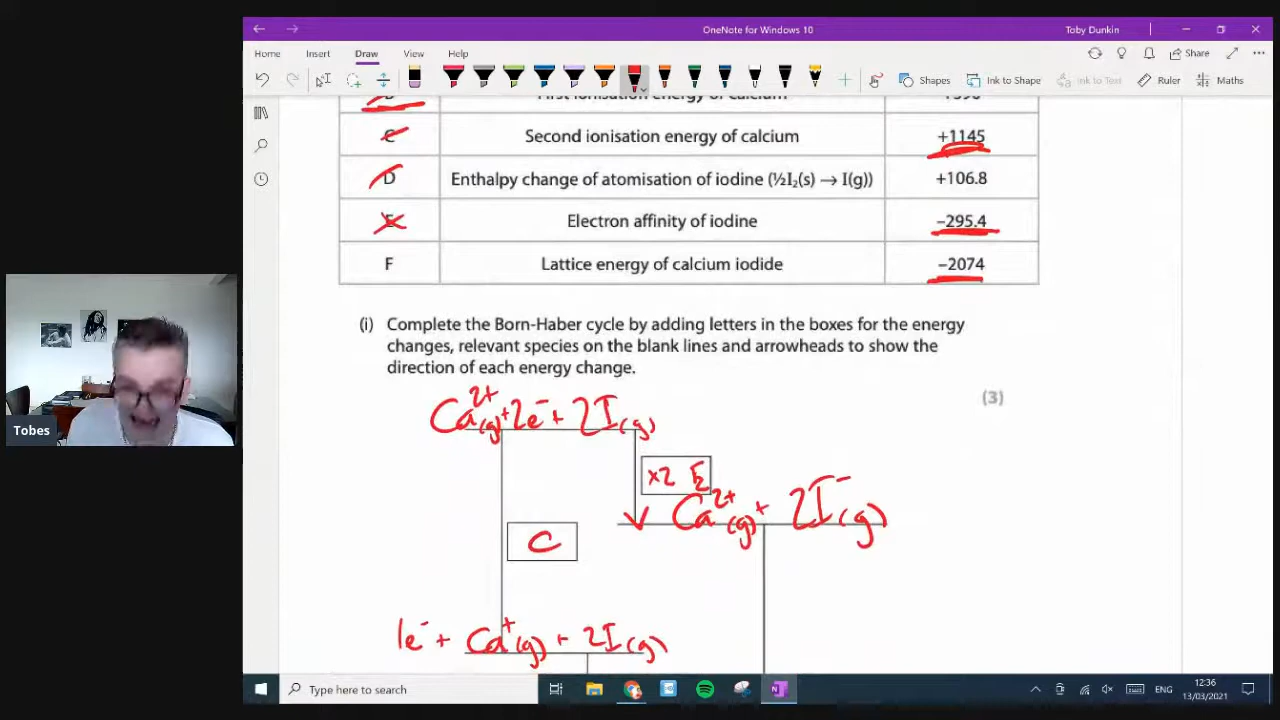 OneNote for Windows 10
Toby Dunkin
Home Insert Draw View Help
Share
Shapes Ink to Shape Ink to Text Ruler Maths
First ionisation energy of calcium
C Second ionisation energy of calcium +1145
D Enthalpy change of atomisation of iodine (½I₂(s) → I(g)) +106.8
E Electron affinity of iodine −295.4
F Lattice energy of calcium iodide −2074
(i) Complete the Born-Haber cycle by adding letters in the boxes for the energy
changes, relevant species on the blank lines and arrowheads to show the
direction of each energy change.
(3)
Ca²⁺(g)+2e⁻+2I(g)
x2 E
Ca²⁺(g)+ 2I⁻(g)
C
1e⁻ + Ca⁺(g) + 2I(g)
Tobes
Type here to search
ENG
12:36
13/03/2021